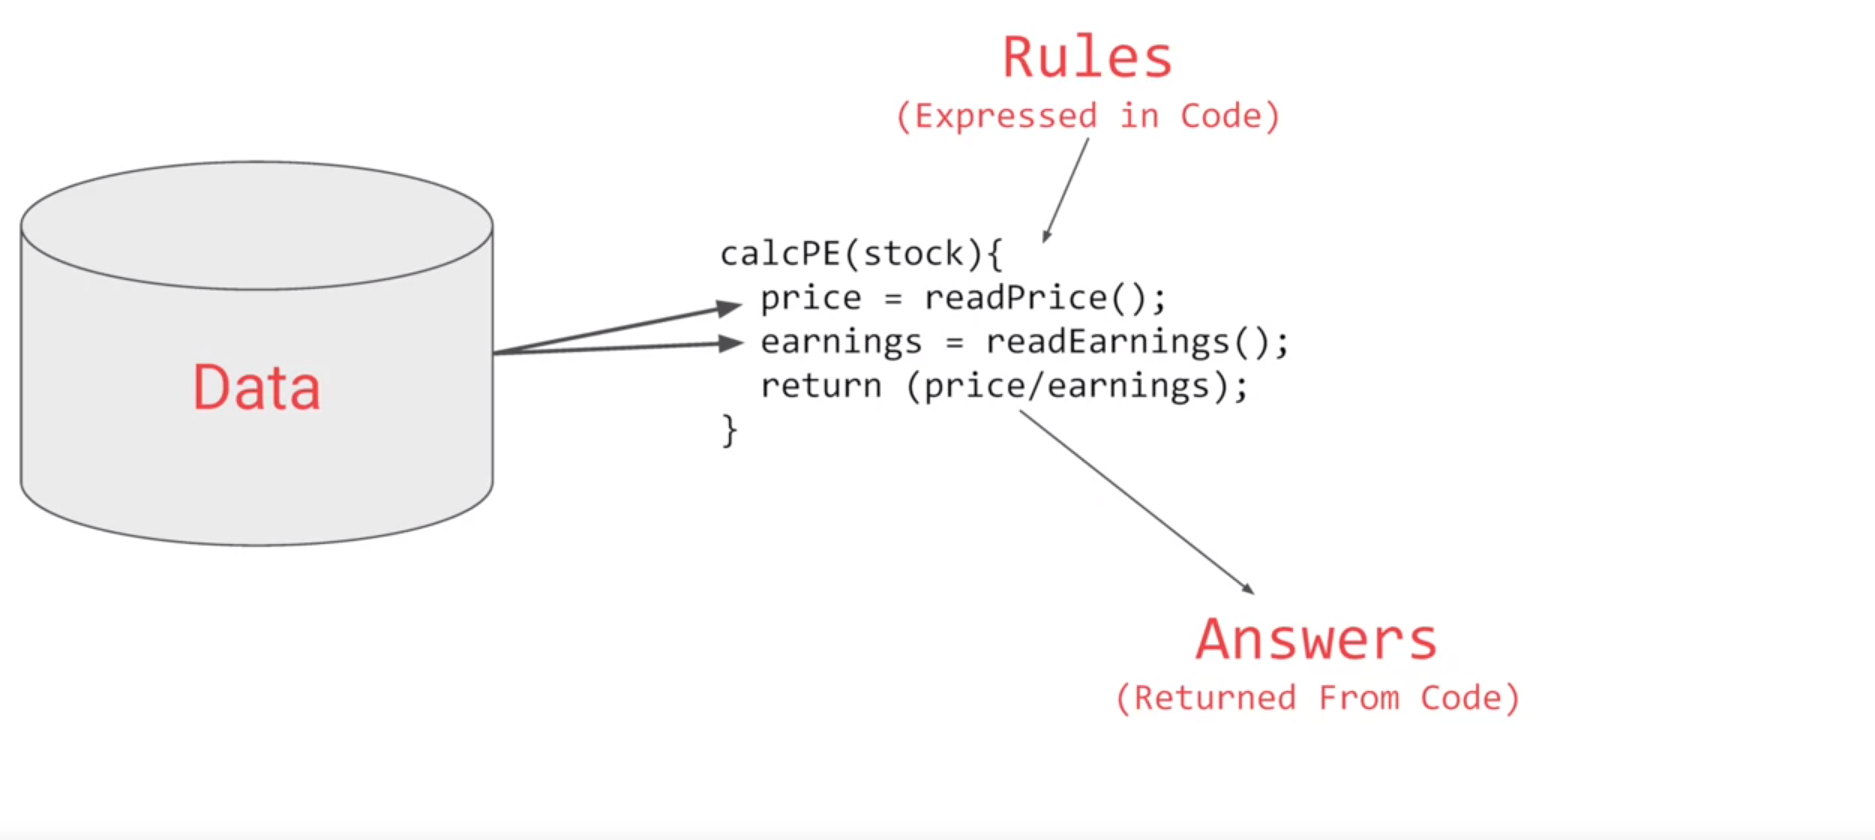 Rules
(Expressed in Code)
Data
calcPE(stock){
  price = readPrice();
  earnings = readEarnings();
  return (price/earnings);
}
Answers
(Returned From Code)